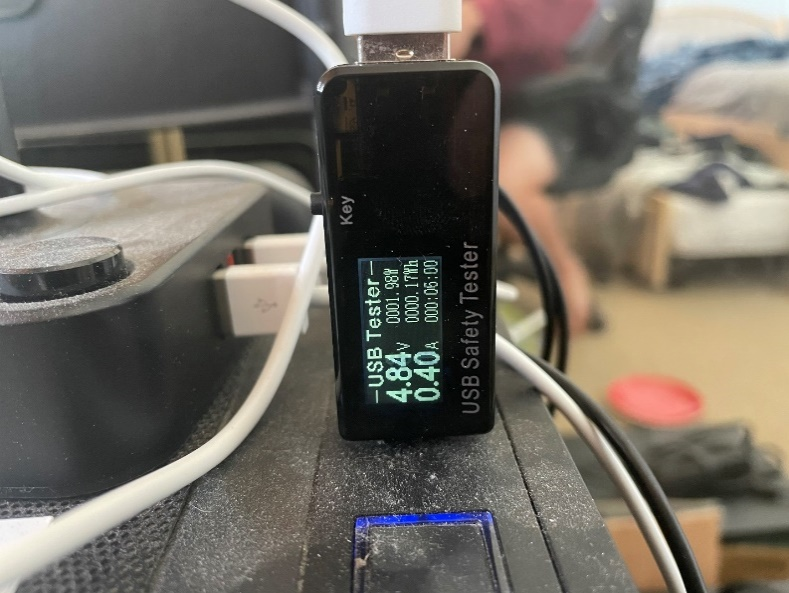 Key
—USB Tester—
4.84V 0001.98W
0.40A 0000.17Wh
000:06:00
USB Safety Tester